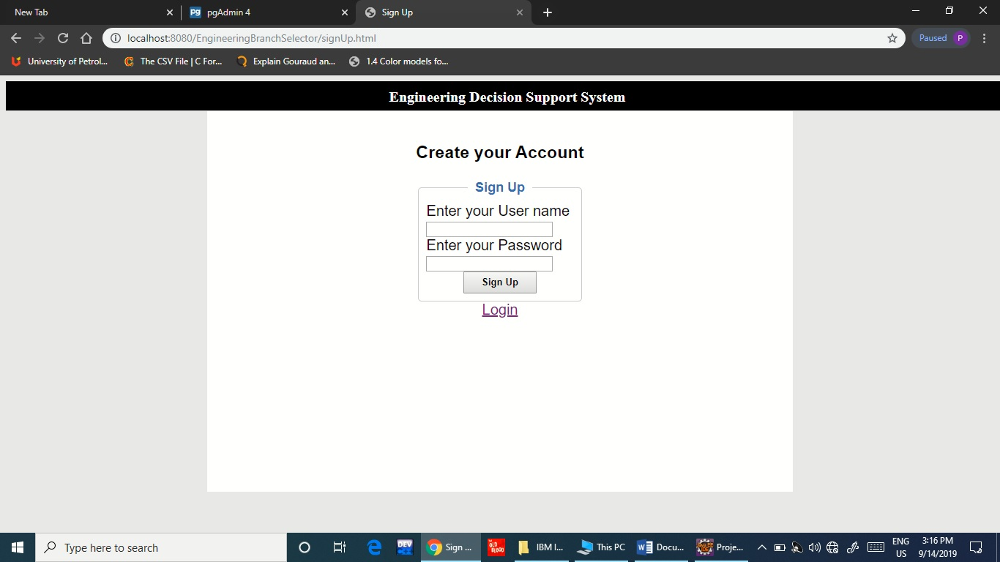 New Tab
pgAdmin 4
Sign Up
localhost:8080/EngineeringBranchSelector/signUp.html
Paused P
University of Petrol...
The CSV File | C For...
Explain Gouraud an...
1.4 Color models fo...
Engineering Decision Support System
Create your Account
Sign Up
Enter your User name
Enter your Password
Sign Up
Login
Type here to search
DEV C++
Sign ...
OLD BLOOD
IBM I...
This PC
Docu...
Proje...
ENG
US
3:16 PM
9/14/2019